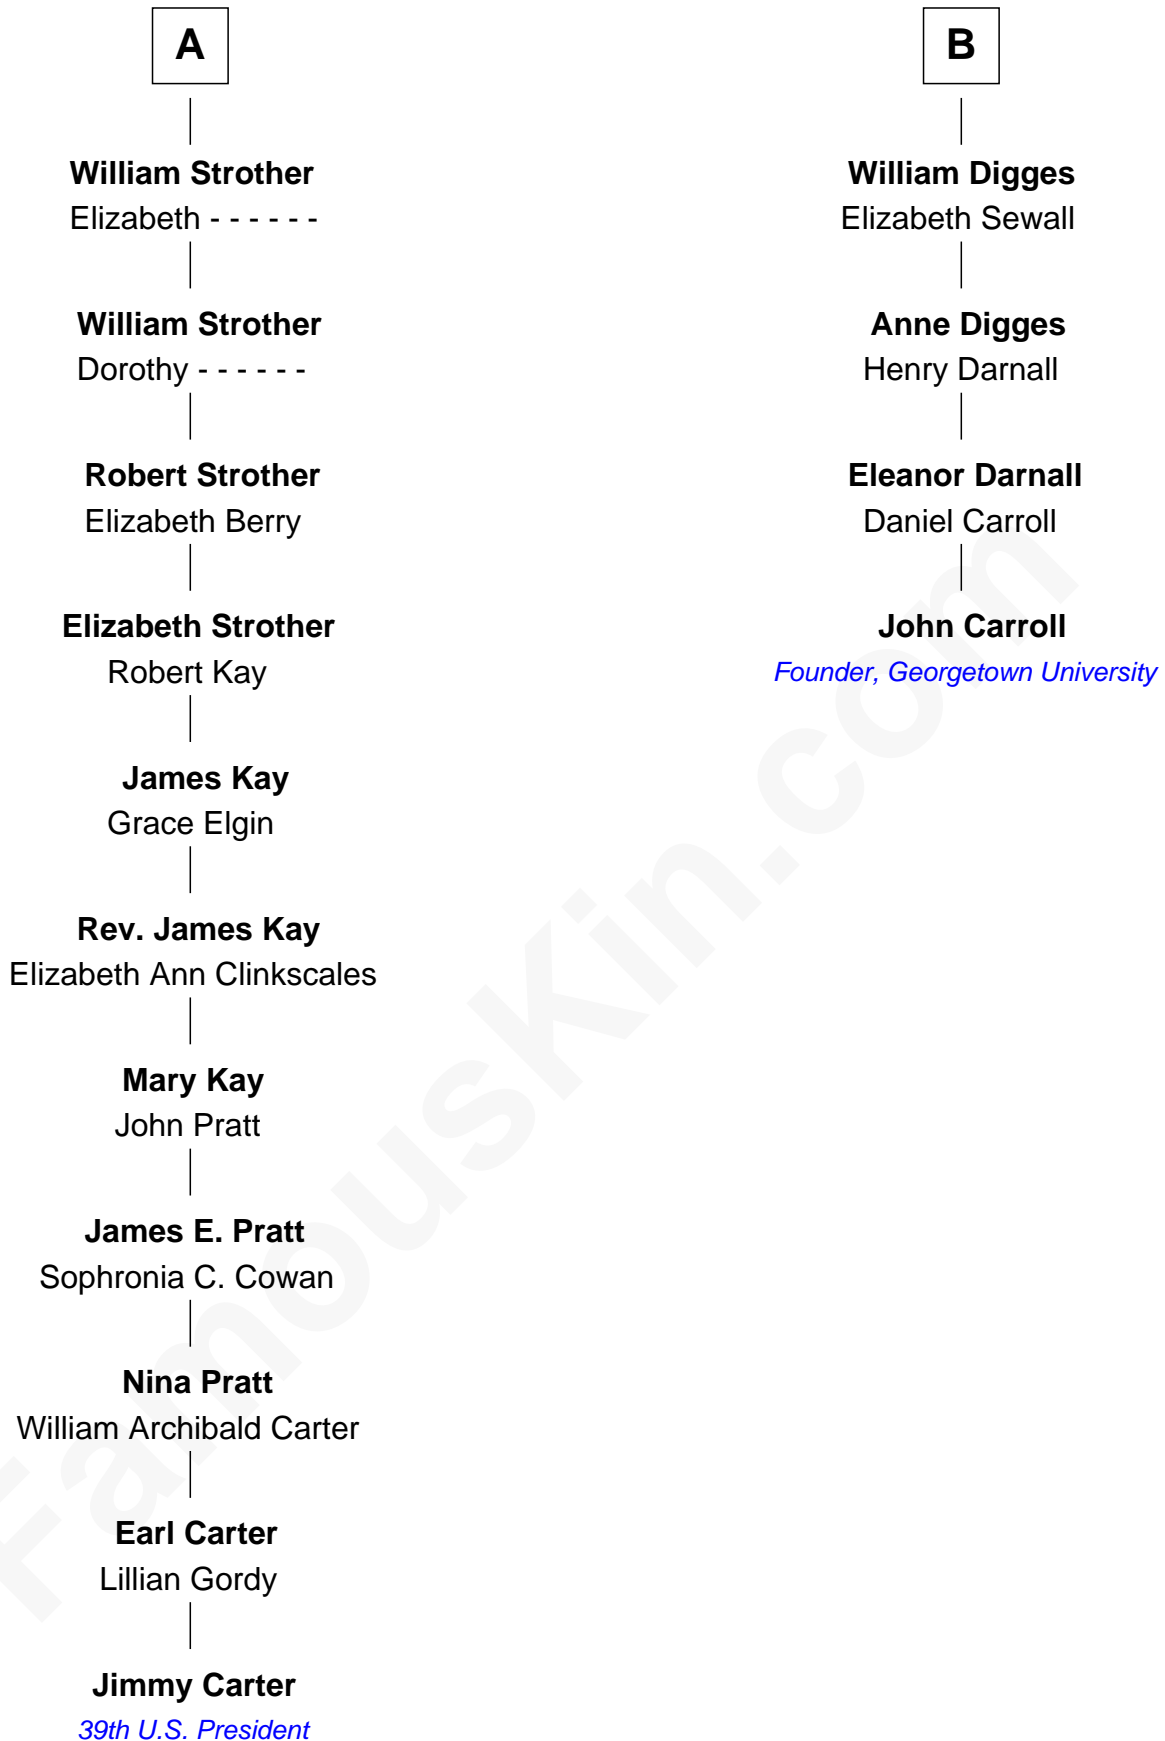 A
William Strother
Elizabeth - - - - - -
William Strother
Dorothy - - - - - -
Robert Strother
Elizabeth Berry
Elizabeth Strother
Robert Kay
James Kay
Grace Elgin
Rev. James Kay
Elizabeth Ann Clinkscales
Mary Kay
John Pratt
James E. Pratt
Sophronia C. Cowan
Nina Pratt
William Archibald Carter
Earl Carter
Lillian Gordy
Jimmy Carter
39th U.S. President
B
William Digges
Elizabeth Sewall
Anne Digges
Henry Darnall
Eleanor Darnall
Daniel Carroll
John Carroll
Founder, Georgetown University
FamousKin.com